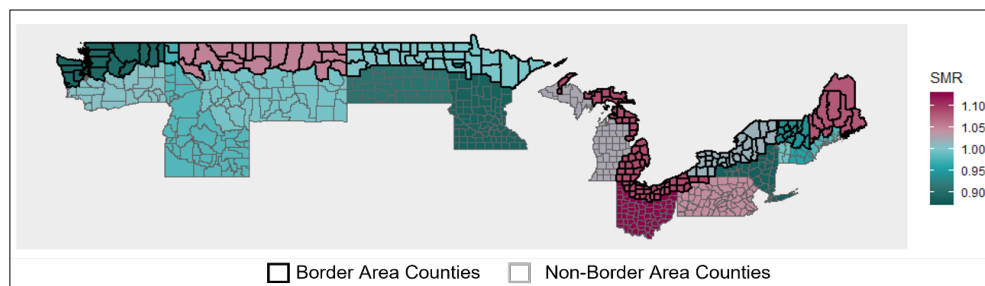 SMR
1.10
1.05
1.00
0.95
0.90
Border Area Counties
Non-Border Area Counties